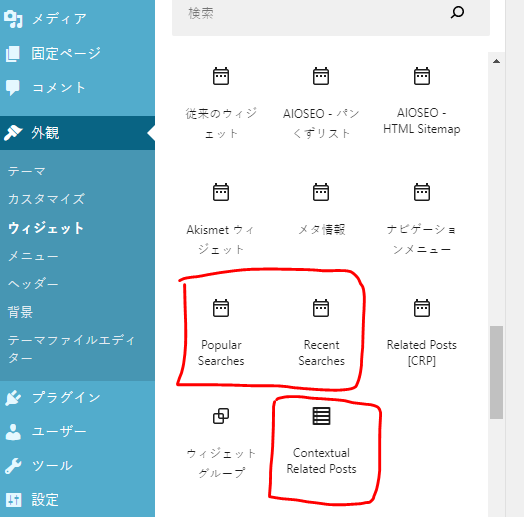 メディア
固定ページ
コメント
外観
テーマ
カスタマイズ
ウィジェット
メニュー
ヘッダー
背景
テーマファイルエディ
ター
プラグイン
ユーザー
ツール
設定
検索
従来のウィジ
ェット
AIOSEO - パン
くずリスト
AIOSEO -
HTML Sitemap
Akismet ウィ
ジェット
メタ情報
ナビゲーショ
ンメニュー
Popular
Searches
Recent
Searches
Related Posts
[CRP]
ウィジェット
グループ
Contextual
Related Posts